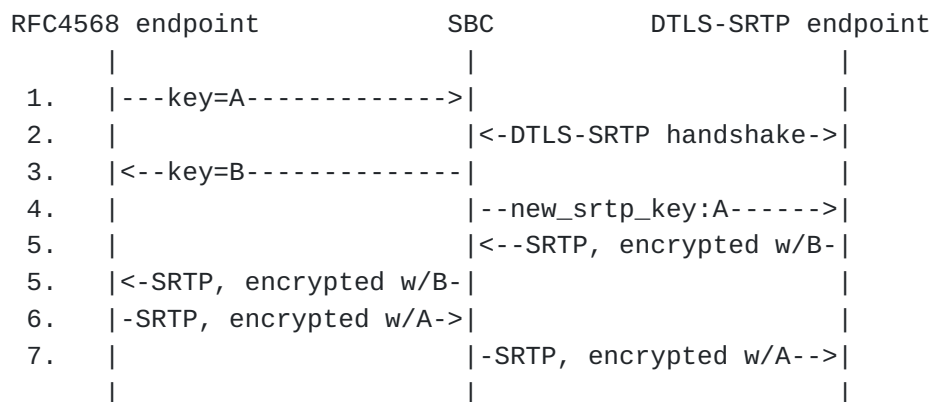 RFC4568 endpoint                SBC             DTLS-SRTP endpoint
      |                          |                           |
 1.   |---key=A----------------->|                           |
 2.   |                          |<-DTLS-SRTP handshake->|
 3.   |<--key=B--------------|                           |
 4.   |                          |--new_srtp_key:A------>|
 5.   |                          |<--SRTP, encrypted w/B-|
 5.   |<-SRTP, encrypted w/B-|                           |
 6.   |-SRTP, encrypted w/A->|                           |
 7.   |                          |-SRTP, encrypted w/A-->|
      |                          |                           |